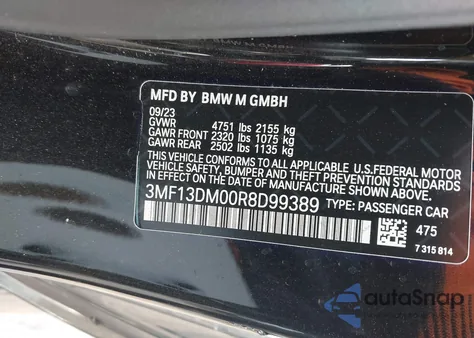 MFD BY BMW M GMBH
09/23
GVWR 4751 lbs 2155 kg
GAWR FRONT 2320 lbs 1075 kg
GAWR REAR 2502 lbs 1135 kg
THIS VEHICLE CONFORMS TO ALL APPLICABLE U.S.FEDERAL MOTOR
VEHICLE SAFETY, BUMPER AND THEFT PREVENTION STANDARDS
IN EFFECT ON THE DATE OF MANUFACTURE SHOWN ABOVE.
3MF13DM00R8D99389 TYPE: PASSENGER CAR
475
7 315 814
autoSnap